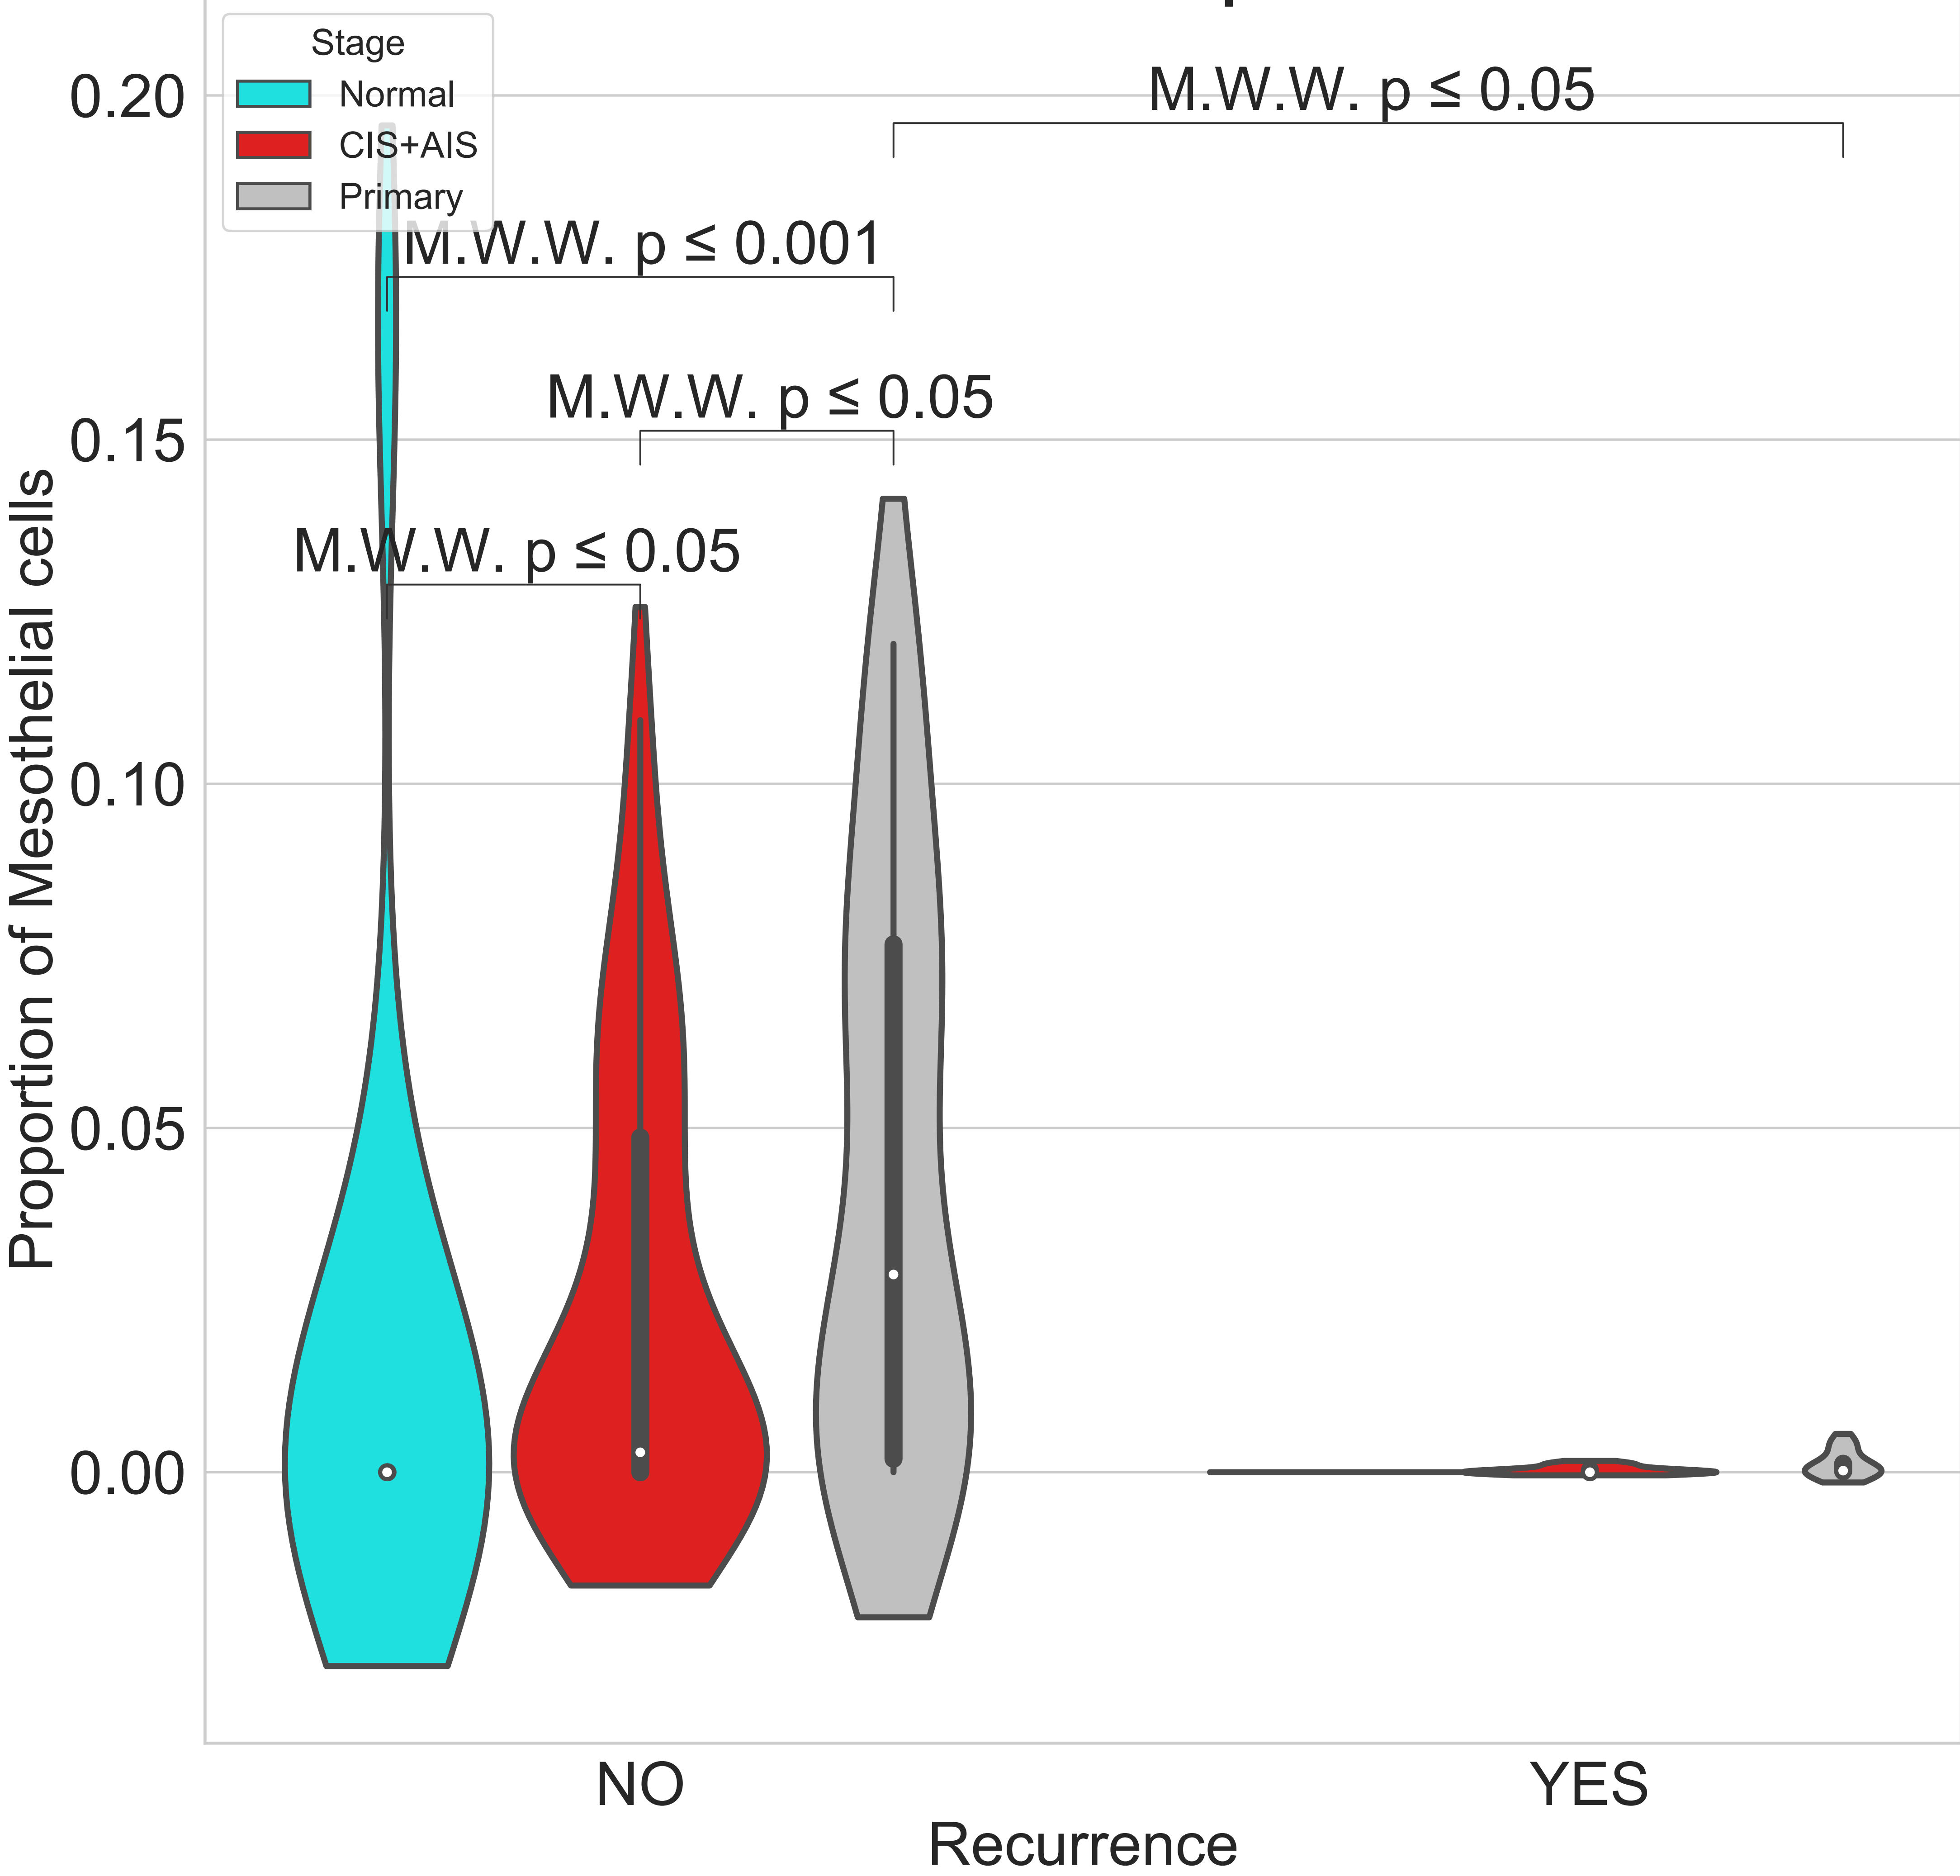 Stage
Normal
CIS+AIS
Primary
M.W.W. p ≤ 0.05
M.W.W. p ≤ 0.001
M.W.W. p ≤ 0.05
M.W.W. p ≤ 0.05
0.20
0.15
0.10
0.05
0.00
Proportion of Mesothelial cells
NO
YES
Recurrence